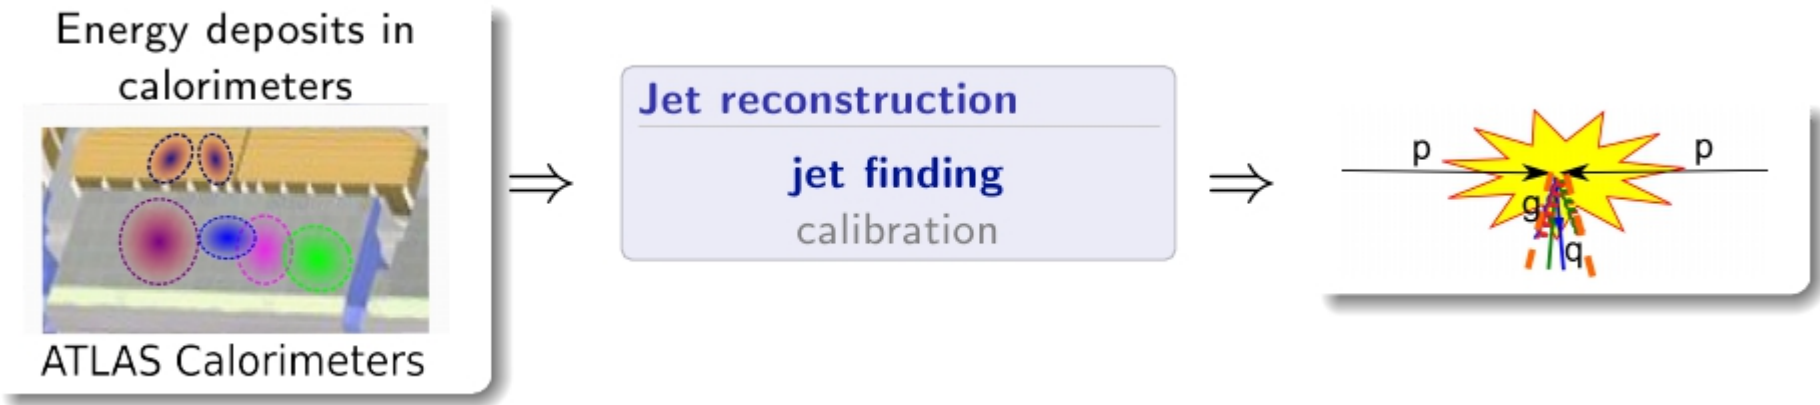 Energy deposits in
calorimeters
ATLAS Calorimeters
⇒
Jet reconstruction
jet finding
calibration
⇒
p
p
g
q